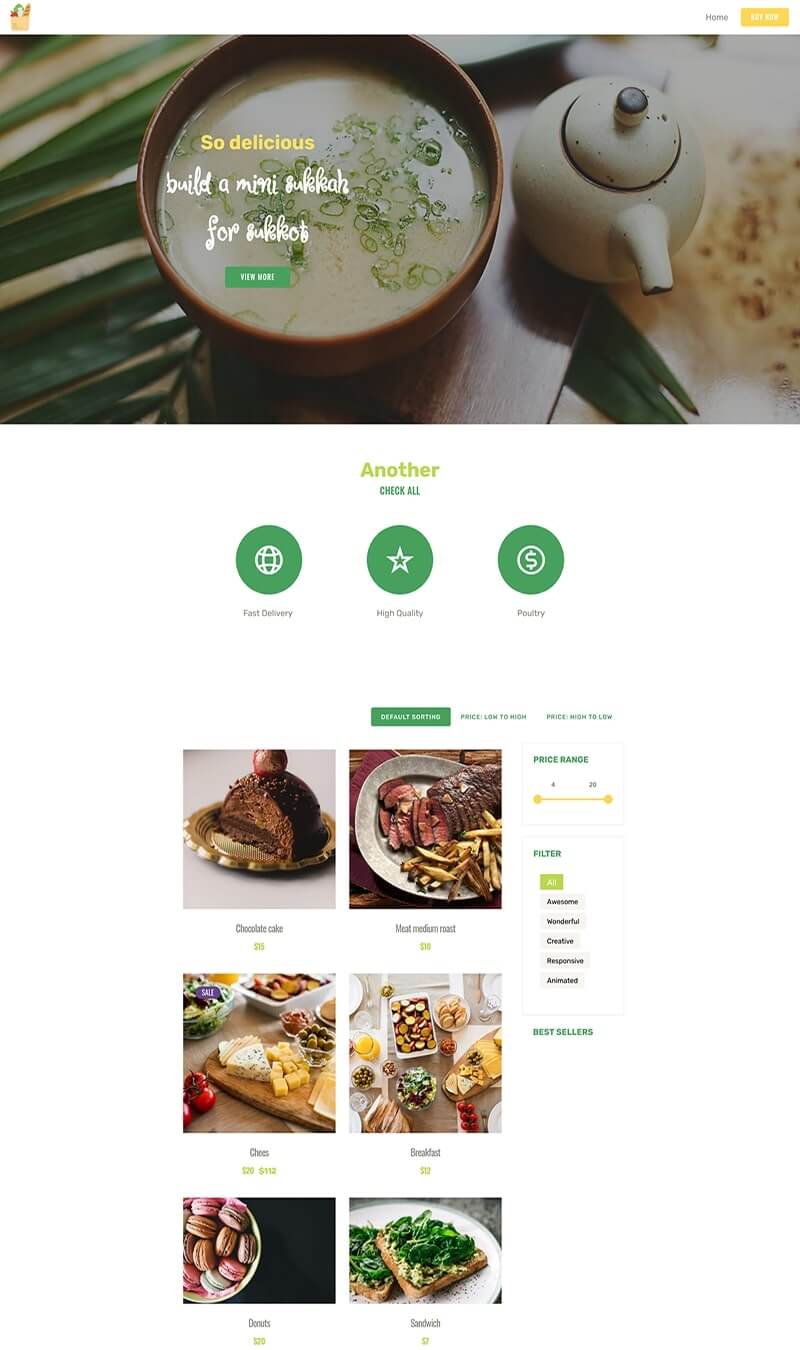 Home
BUY NOW
So delicious
build a mini sukkah
for sukkot
VIEW MORE
Another
CHECK ALL
Fast Delivery
High Quality
Poultry
DEFAULT SORTING
PRICE: LOW TO HIGH
PRICE: HIGH TO LOW
PRICE RANGE
4
20
FILTER
All
Awesome
Wonderful
Creative
Responsive
Animated
BEST SELLERS
Chocolate cake
$15
Meat medium roast
$10
SALE
Chees
$20 $112
Breakfast
$12
Donuts
$20
Sandwich
$7